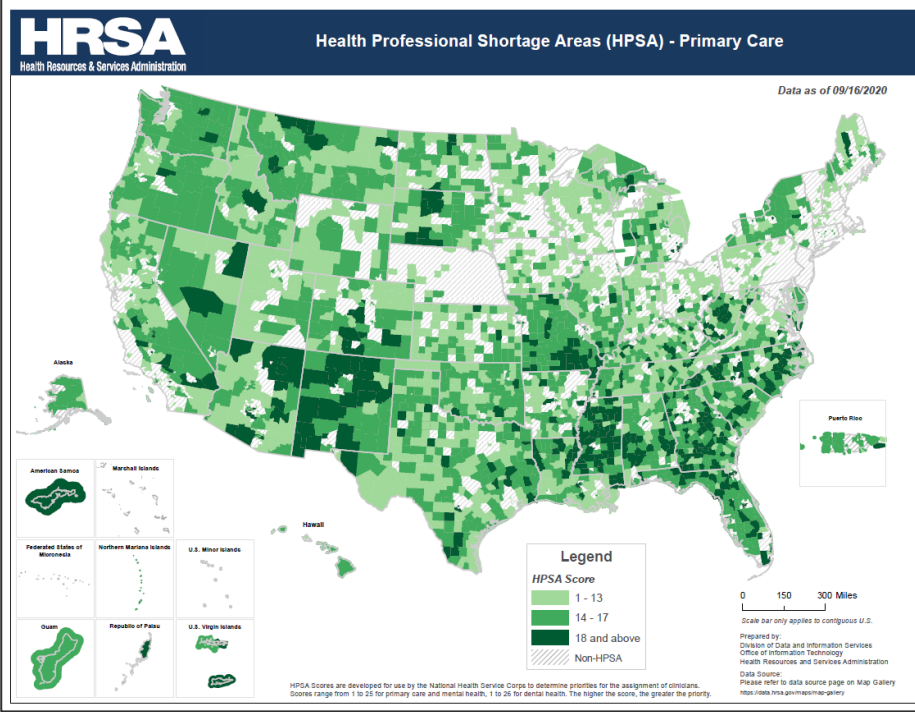 HRSA
Health Resources & Services Administration
Health Professional Shortage Areas (HPSA) - Primary Care
Data as of 09/16/2020
Alaska
Puerto Rico
American Samoa
Marshall Islands
Hawaii
Federated States of
Micronesia
Northern Mariana Islands
U.S. Minor Islands
Guam
Republic of Palau
U.S. Virgin Islands
Legend
HPSA Score
1 - 13
14 - 17
18 and above
Non-HPSA
0 150 300 Miles
Scale bar only applies to contiguous U.S.
Prepared by:
Division of Data and Information Services
Office of Information Technology
Health Resources and Services Administration
Data Source:
Please refer to data source page on Map Gallery
https://data.hrsa.gov/maps/map-gallery
HPSA Scores are developed for use by the National Health Service Corps to determine priorities for the assignment of clinicians.
Scores range from 1 to 25 for primary care and mental health, 1 to 26 for dental health. The higher the score, the greater the priority.